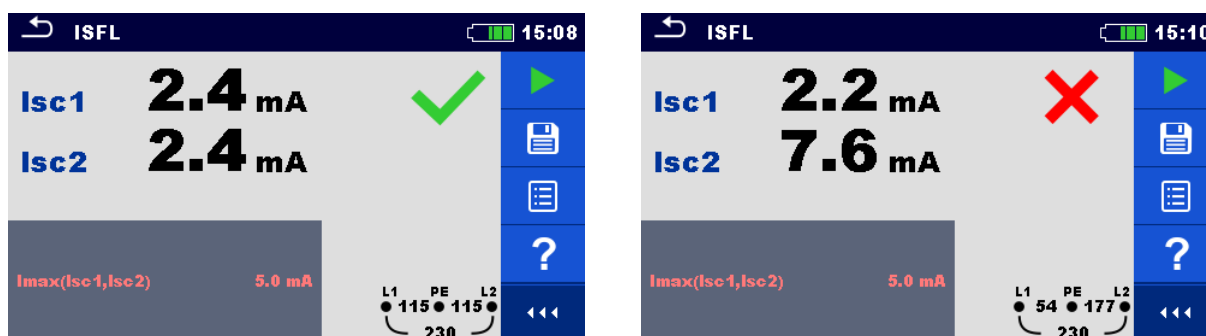 ISFL 15:08
Isc1 2.4 mA
Isc2 2.4 mA
?
Imax(Isc1,Isc2) 5.0 mA
L1 PE L2
115 115
230
ISFL 15:10
Isc1 2.2 mA
Isc2 7.6 mA
?
Imax(Isc1,Isc2) 5.0 mA
L1 PE L2
54 177
230